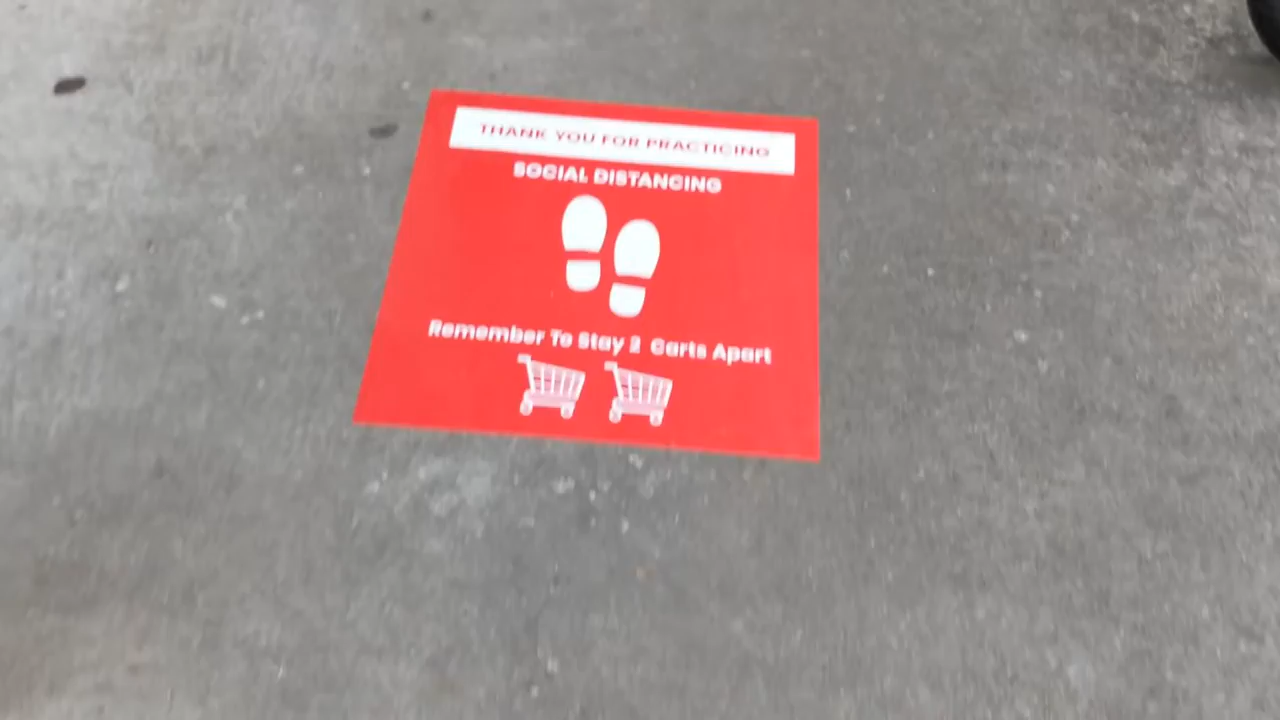 THANK YOU FOR PRACTICING
SOCIAL DISTANCING
Remember To Stay 2 Carts Apart